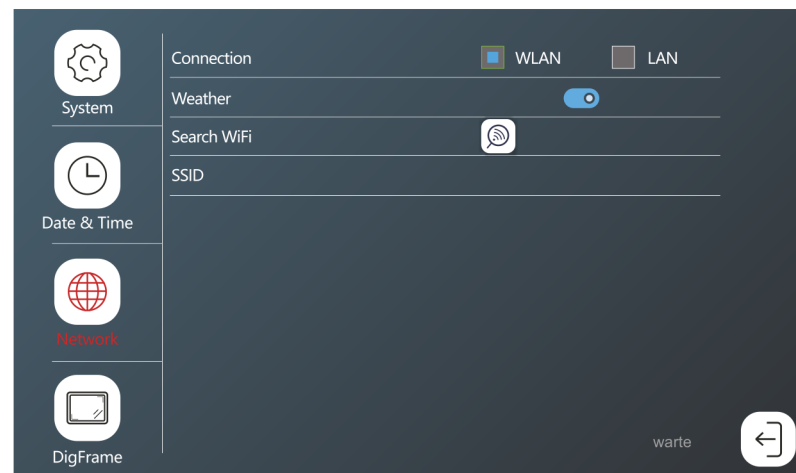 System
Date & Time
Network
DigFrame
Connection WLAN LAN
Weather
Search WiFi
SSID
warte